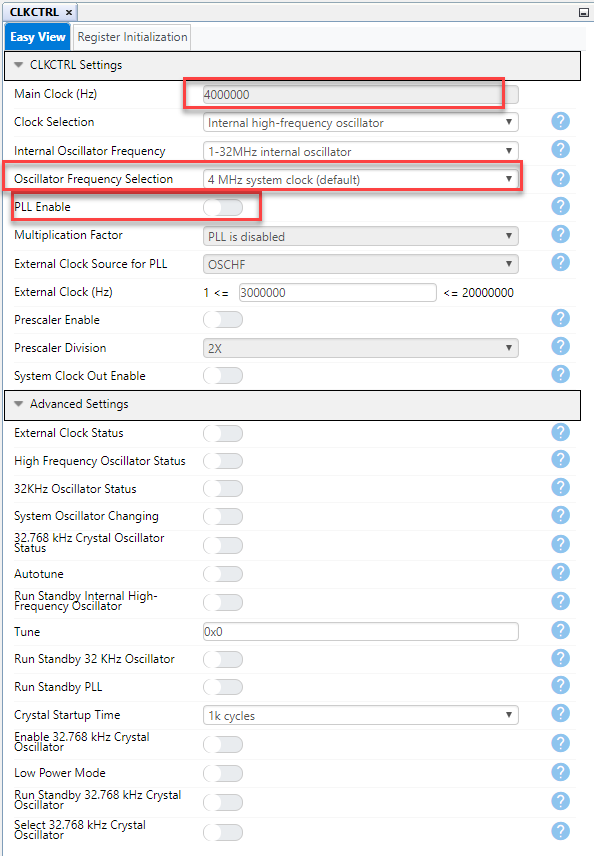 CLKCTRL ×
Easy View Register Initialization
CLKCTRL Settings
Main Clock (Hz) 4000000
Clock Selection Internal high-frequency oscillator ?
Internal Oscillator Frequency 1-32MHz internal oscillator ?
Oscillator Frequency Selection 4 MHz system clock (default) ?
PLL Enable ?
Multiplication Factor PLL is disabled ?
External Clock Source for PLL OSCHF ?
External Clock (Hz) 1 <= 3000000 <= 20000000
Prescaler Enable ?
Prescaler Division 2X ?
System Clock Out Enable ?
Advanced Settings
External Clock Status ?
High Frequency Oscillator Status ?
32KHz Oscillator Status ?
System Oscillator Changing ?
32.768 kHz Crystal Oscillator
Status ?
Autotune ?
Run Standby Internal High-
Frequency Oscillator ?
Tune 0x0 ?
Run Standby 32 KHz Oscillator ?
Run Standby PLL ?
Crystal Startup Time 1k cycles ?
Enable 32.768 kHz Crystal
Oscillator ?
Low Power Mode ?
Run Standby 32.768 kHz Crystal
Oscillator ?
Select 32.768 kHz Crystal
Oscillator ?